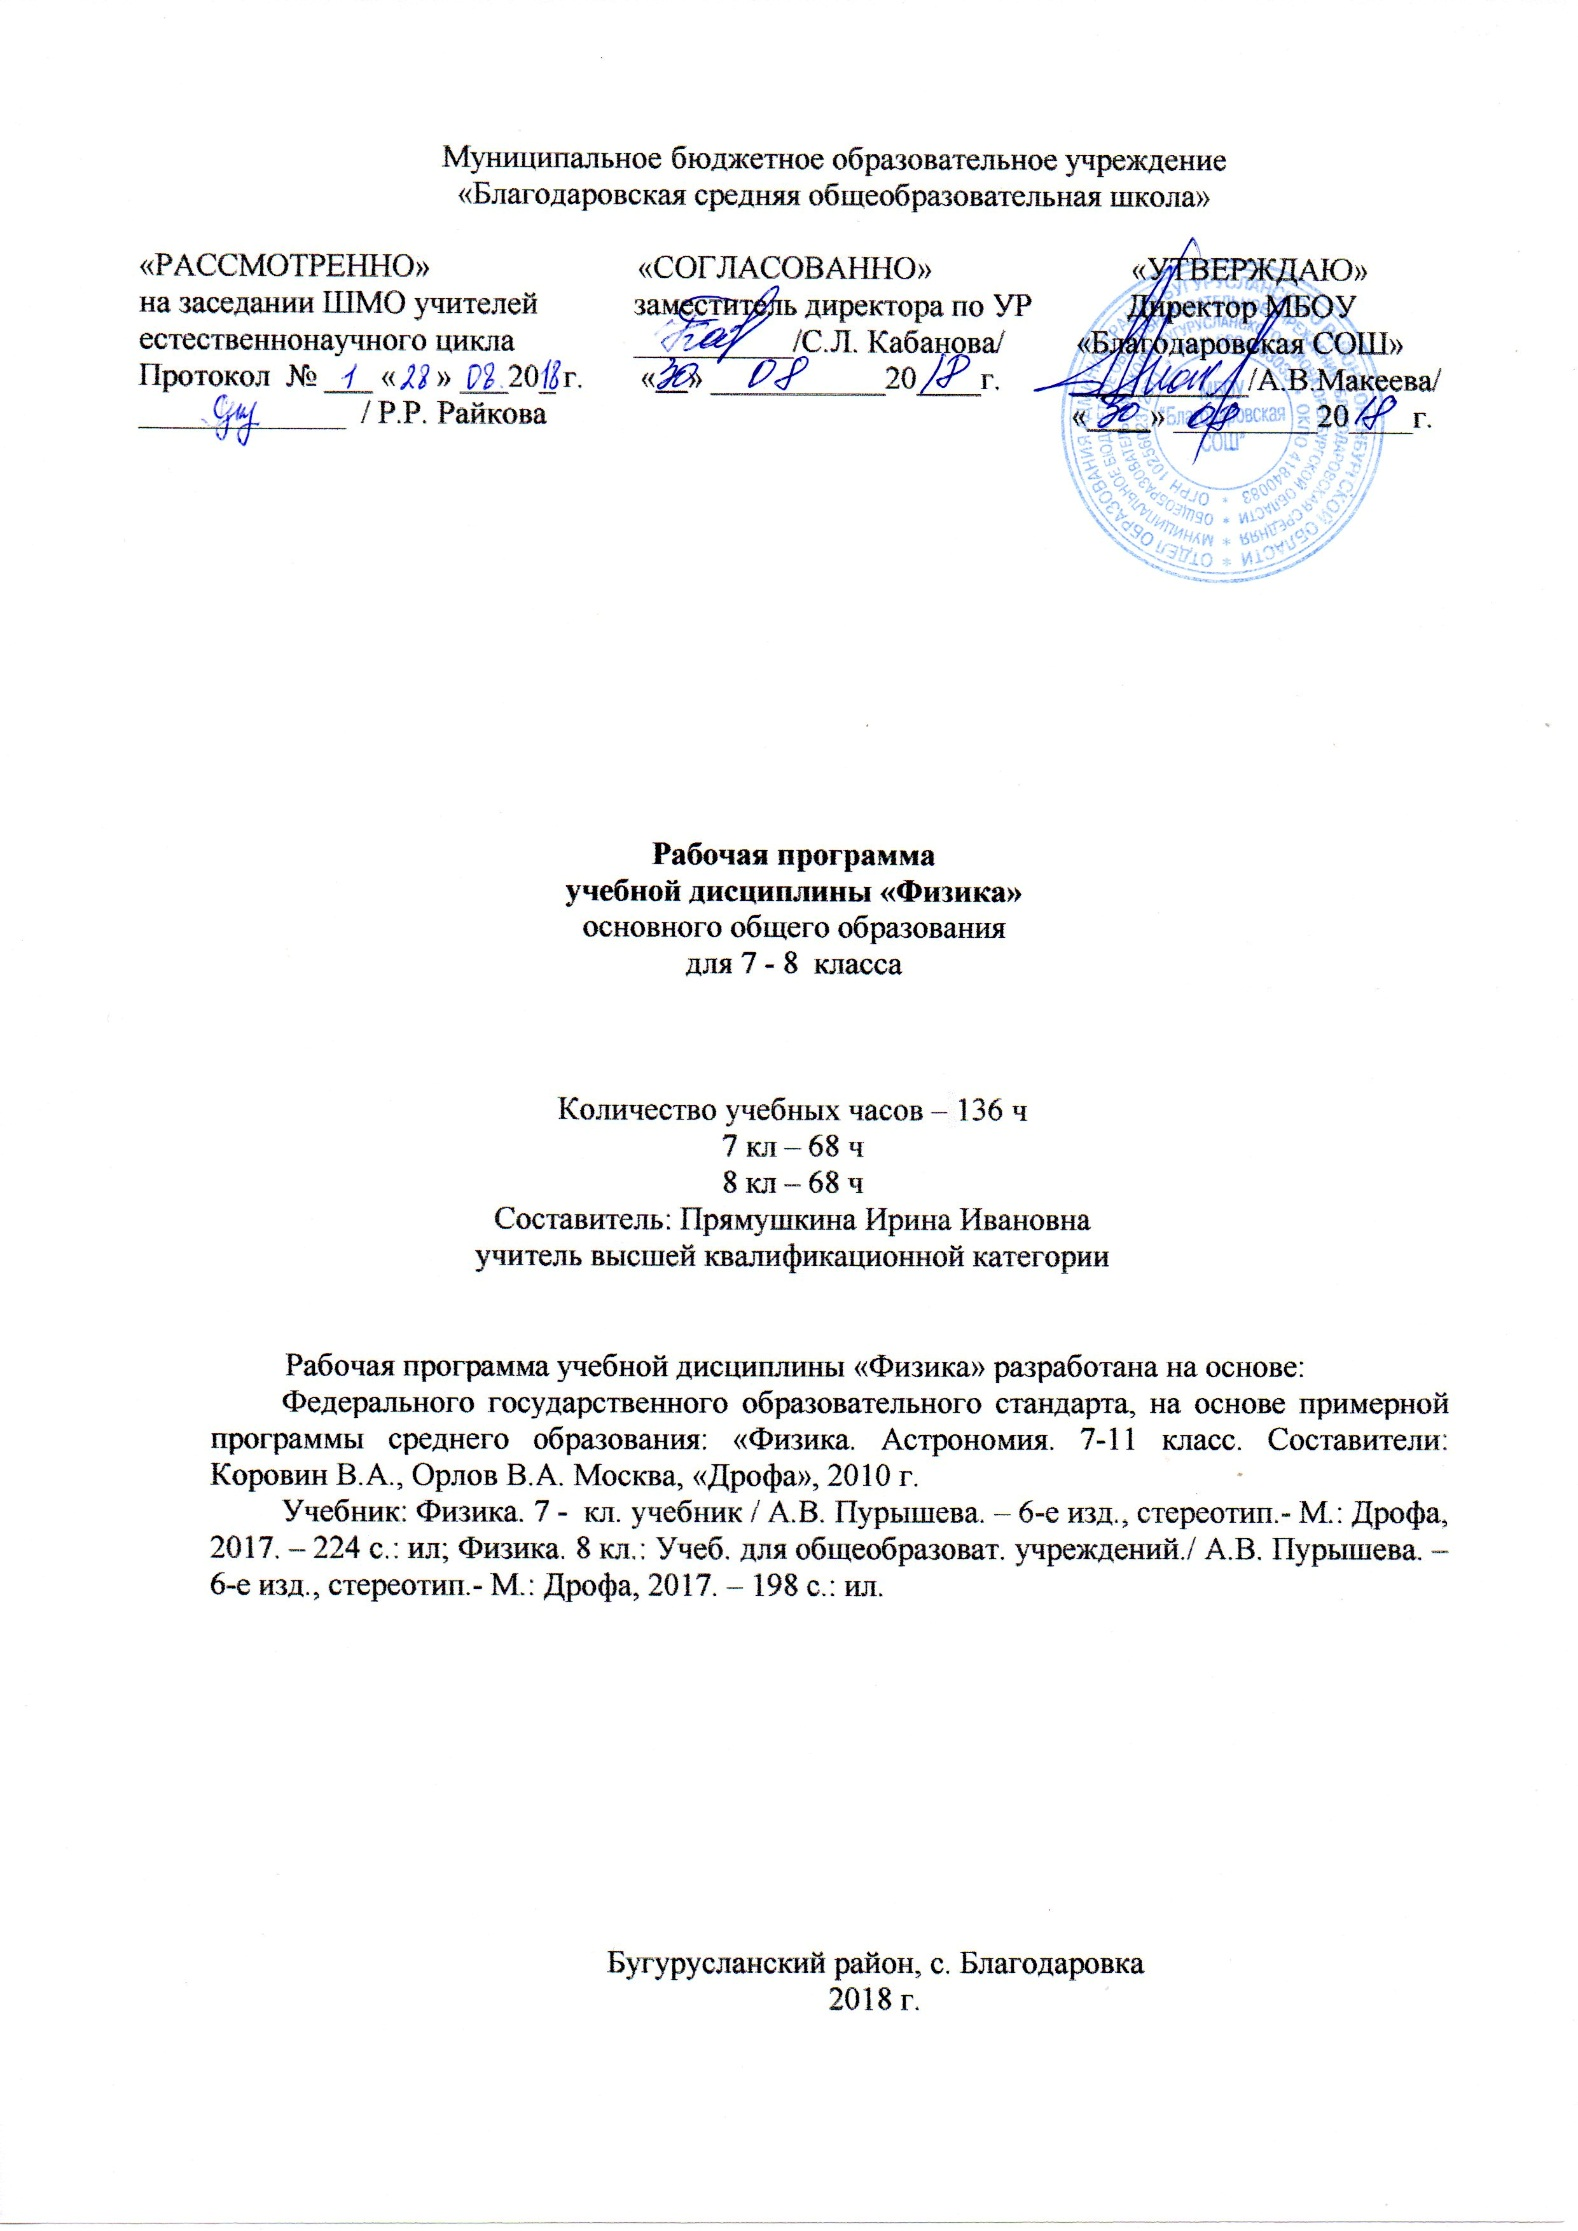 Муниципальное бюджетное образовательное учреждение
«Благодаровская средняя общеобразовательная школа»
«РАССМОТРЕННО»
на заседании ШМО учителей
естественнонаучного цикла
Протокол № 1 «28» 08 2018г.
/ Р.Р. Райкова
«СОГЛАСОВАННО»
заместитель директора по УР
/С.Л. Кабанова/
«30» 08 2018 г.
«УТВЕРЖДАЮ»
Директор МБОУ
«Благодаровская СОШ»
/А.В.Макеева/
«30» 08 2018 г.
Рабочая программа
учебной дисциплины «Физика»
основного общего образования
для 7 - 8 класса
Количество учебных часов – 136 ч
7 кл – 68 ч
8 кл – 68 ч
Составитель: Прямушкина Ирина Ивановна
учитель высшей квалификационной категории
Рабочая программа учебной дисциплины «Физика» разработана на основе:
Федерального государственного образовательного стандарта, на основе примерной
программы среднего образования: «Физика. Астрономия. 7-11 класс. Составители:
Коровин В.А., Орлов В.А. Москва, «Дрофа», 2010 г.
Учебник: Физика. 7 - кл. учебник / А.В. Пурышева. – 6-е изд., стереотип.- М.: Дрофа,
2017. – 224 с.: ил; Физика. 8 кл.: Учеб. для общеобразоват. учреждений./ А.В. Пурышева. –
6-е изд., стереотип.- М.: Дрофа, 2017. – 198 с.: ил.
Бугурусланский район, с. Благодаровка
2018 г.